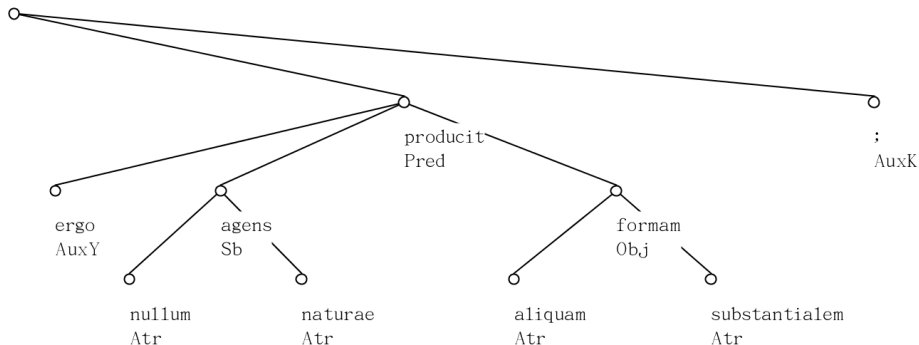 producit
Pred
;
AuxK
ergo
AuxY
agens
Sb
formam
Obj
nullum
Atr
naturae
Atr
aliquam
Atr
substantialem
Atr